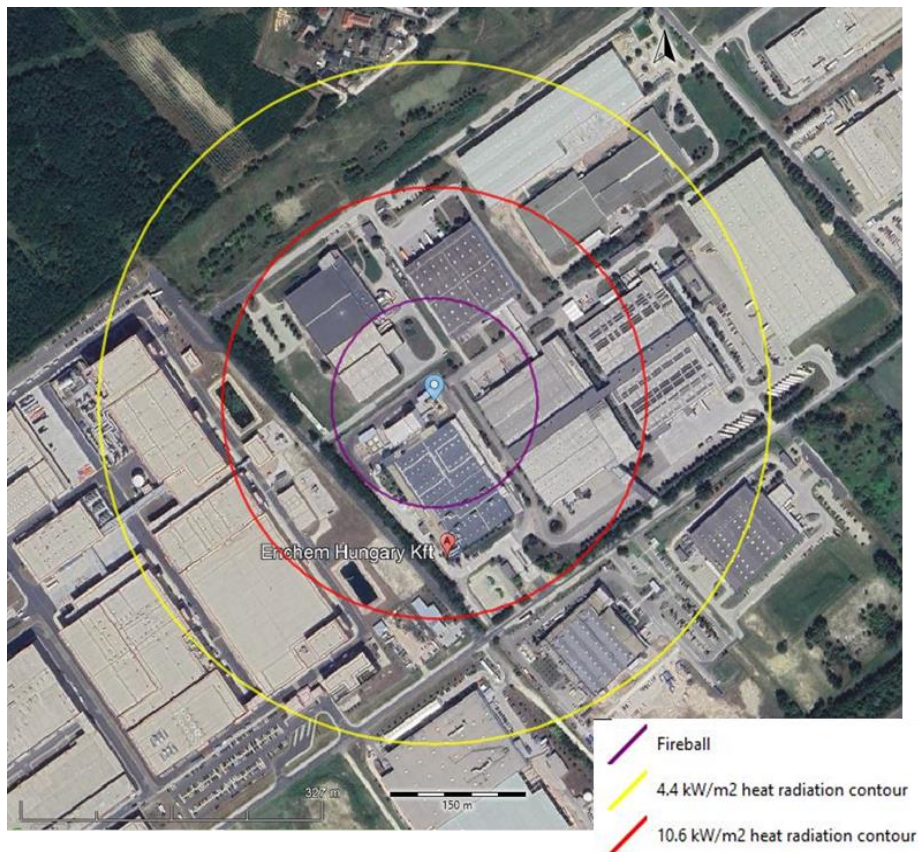 A
Enchem Hungary Kft
327 m
150 m
Fireball
4.4 kW/m2 heat radiation contour
10.6 kW/m2 heat radiation contour